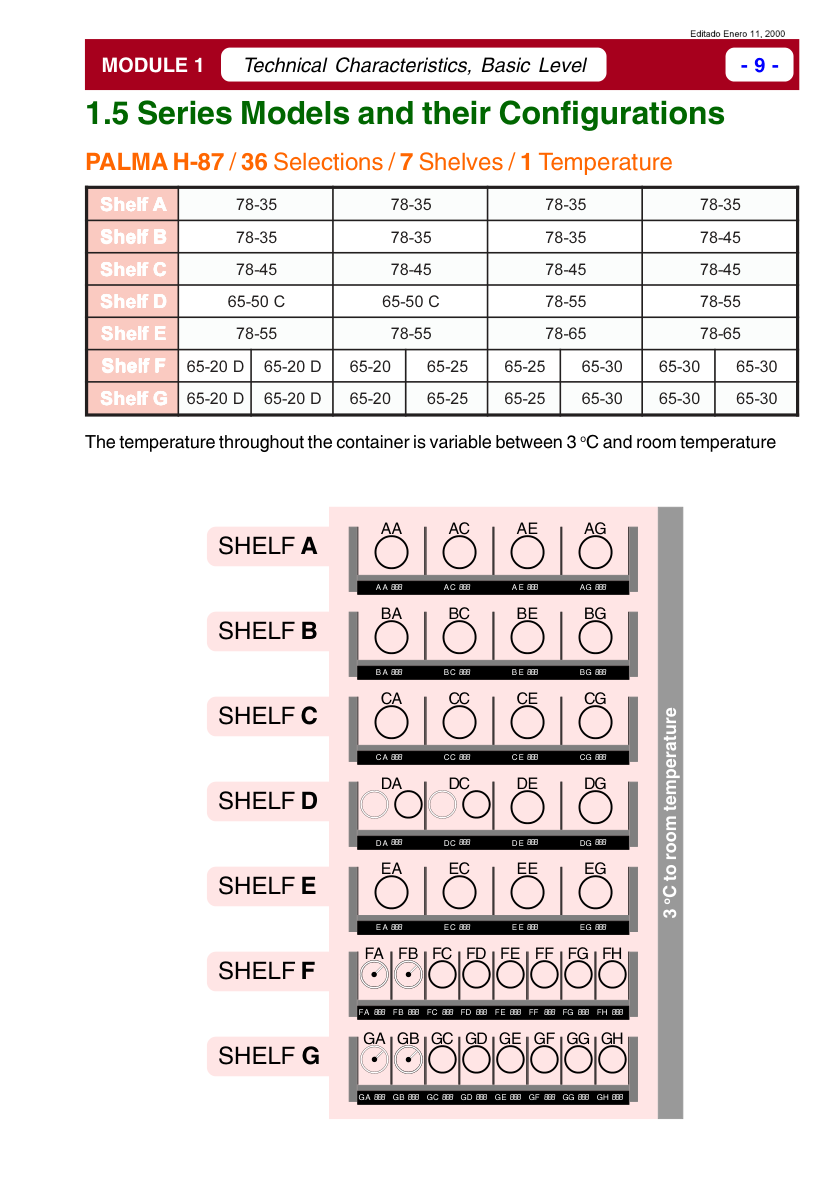 Editado Enero 11, 2000
MODULE 1 Technical Characteristics, Basic Level - 9 -
1.5 Series Models and their Configurations
PALMA H-87 / 36 Selections / 7 Shelves / 1 Temperature
Shelf A 78-35 78-35 78-35 78-35
Shelf B 78-35 78-35 78-35 78-45
Shelf C 78-45 78-45 78-45 78-45
Shelf D 65-50 C 65-50 C 78-55 78-55
Shelf E 78-55 78-55 78-65 78-65
Shelf F 65-20 D 65-20 D 65-20 65-25 65-25 65-30 65-30 65-30
Shelf G 65-20 D 65-20 D 65-20 65-25 65-25 65-30 65-30 65-30
The temperature throughout the container is variable between 3 ºC and room temperature
AA AC AE AG
SHELF A
AA 888 AC 888 AE 888 AG 888
BA BC BE BG
SHELF B
BA 888 BC 888 BE 888 BG 888
CA CC CE CG
SHELF C
CA 888 CC 888 CE 888 CG 888
DA DC DE DG
SHELF D
DA 888 DC 888 DE 888 DG 888
EA EC EE EG
SHELF E
EA 888 EC 888 EE 888 EG 888
FA FB FC FD FE FF FG FH
SHELF F
FA 888 FB 888 FC 888 FD 888 FE 888 FF 888 FG 888 FH 888
GA GB GC GD GE GF GG GH
SHELF G
GA 888 GB 888 GC 888 GD 888 GE 888 GF 888 GG 888 GH 888
3 ºC to room temperature